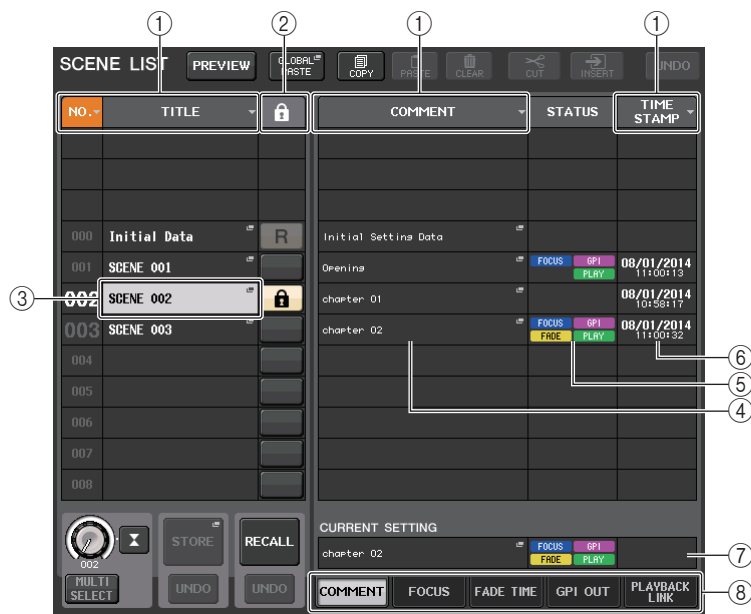 ① ② ① ①
SCENE LIST PREVIEW GLOBAL PASTE COPY PASTE CLEAR CUT INSERT UNDO
NO. TITLE COMMENT STATUS TIME STAMP
000 Initial Data R Initial Setting Data
001 SCENE 001 Opening FOCUS GPI PLAY 08/01/2014 11:00:13
③ 002 SCENE 002 chapter 01 08/01/2014 10:58:17
003 SCENE 003 chapter 02 FOCUS GPI FADE PLAY 08/01/2014 11:00:32
⑥
004
⑤
005
④
006
007
008
CURRENT SETTING
002 STORE RECALL chapter 02 FOCUS GPI FADE PLAY ⑦
MULTI SELECT UNDO UNDO COMMENT FOCUS FADE TIME GPI OUT PLAYBACK LINK ⑧